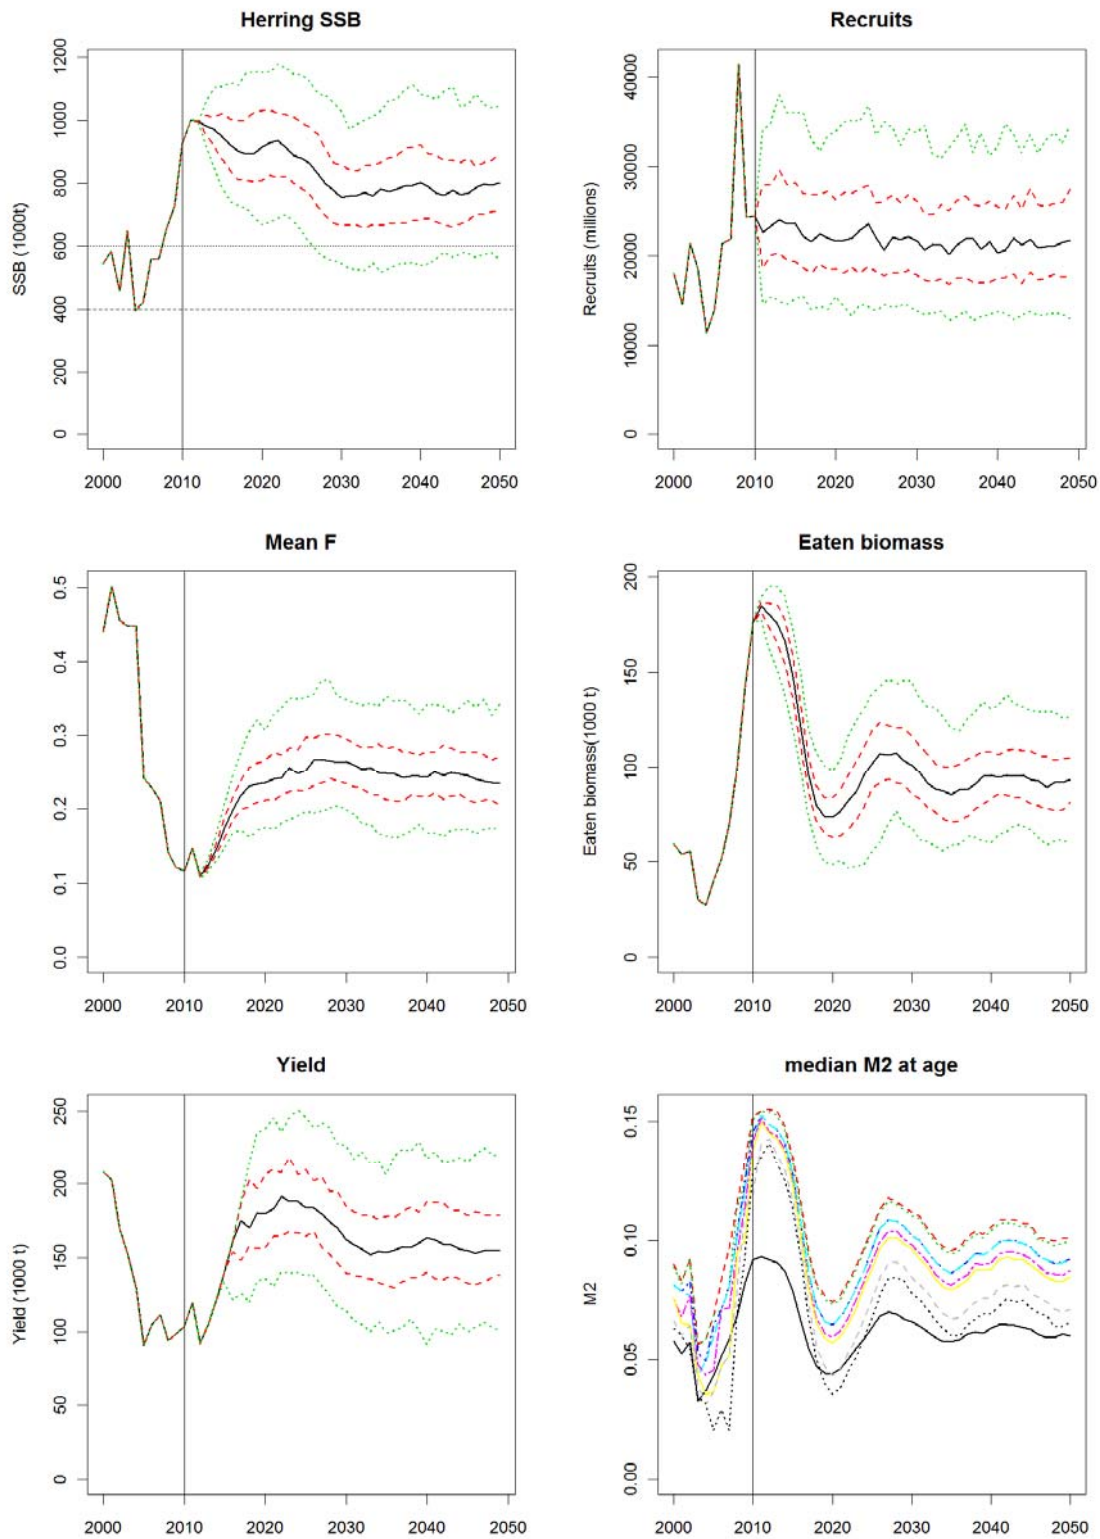 Herring SSB
SSB (1000t)
1200
1000
800
600
400
200
0
2000 2010 2020 2030 2040 2050
Recruits
Recruits (millions)
40000
30000
20000
10000
0
2000 2010 2020 2030 2040 2050
Mean F
0.5
0.4
0.3
0.2
0.1
0.0
2000 2010 2020 2030 2040 2050
Eaten biomass
Eaten biomass(1000 t)
200
150
100
50
0
2000 2010 2020 2030 2040 2050
Yield
Yield (1000 t)
250
200
150
100
50
0
2000 2010 2020 2030 2040 2050
median M2 at age
M2
0.15
0.10
0.05
0.00
2000 2010 2020 2030 2040 2050